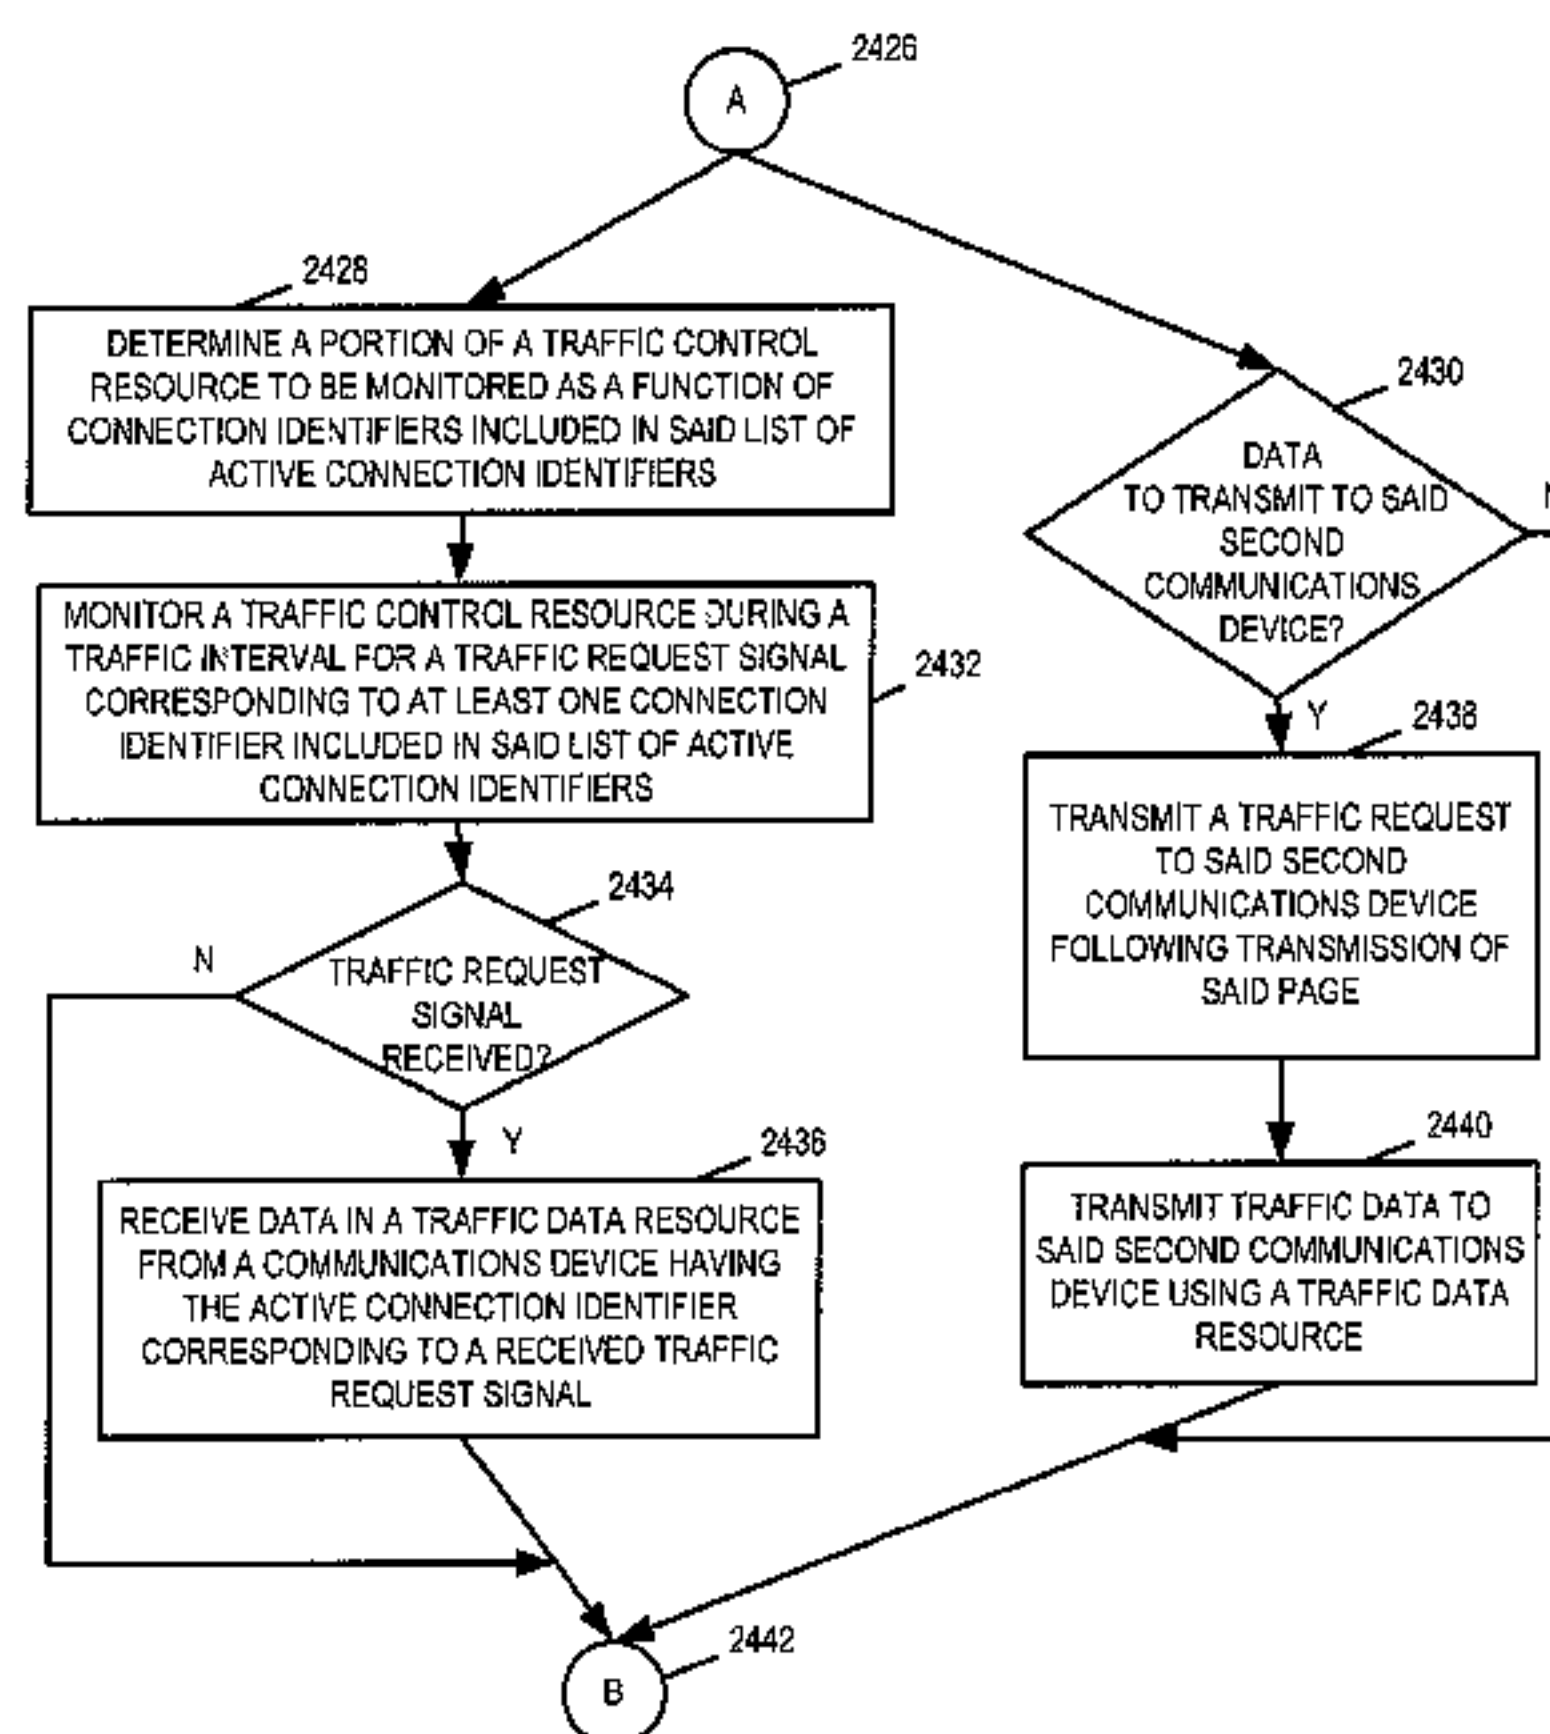 2426
A
2428
DETERMINE A PORTION OF A TRAFFIC CONTROL
RESOURCE TO BE MONITORED AS A FUNCTION OF
CONNECTION IDENTIFIERS INCLUDED IN SAID LIST OF
ACTIVE CONNECTION IDENTIFIERS
2430
DATA
TO TRANSMIT TO SAID
SECOND
COMMUNICATIONS
DEVICE?
MONITOR A TRAFFIC CONTROL RESOURCE DURING A
TRAFFIC INTERVAL FOR A TRAFFIC REQUEST SIGNAL
CORRESPONDING TO AT LEAST ONE CONNECTION
IDENTIFIER INCLUDED IN SAID LIST OF ACTIVE
CONNECTION IDENTIFIERS
2432
Y
2438
TRANSMIT A TRAFFIC REQUEST
TO SAID SECOND
COMMUNICATIONS DEVICE
FOLLOWING TRANSMISSION OF
SAID PAGE
2434
N
TRAFFIC REQUEST
SIGNAL
RECEIVED?
Y
2436
RECEIVE DATA IN A TRAFFIC DATA RESOURCE
FROM A COMMUNICATIONS DEVICE HAVING
THE ACTIVE CONNECTION IDENTIFIER
CORRESPONDING TO A RECEIVED TRAFFIC
REQUEST SIGNAL
2440
TRANSMIT TRAFFIC DATA TO
SAID SECOND COMMUNICATIONS
DEVICE USING A TRAFFIC DATA
RESOURCE
2442
B